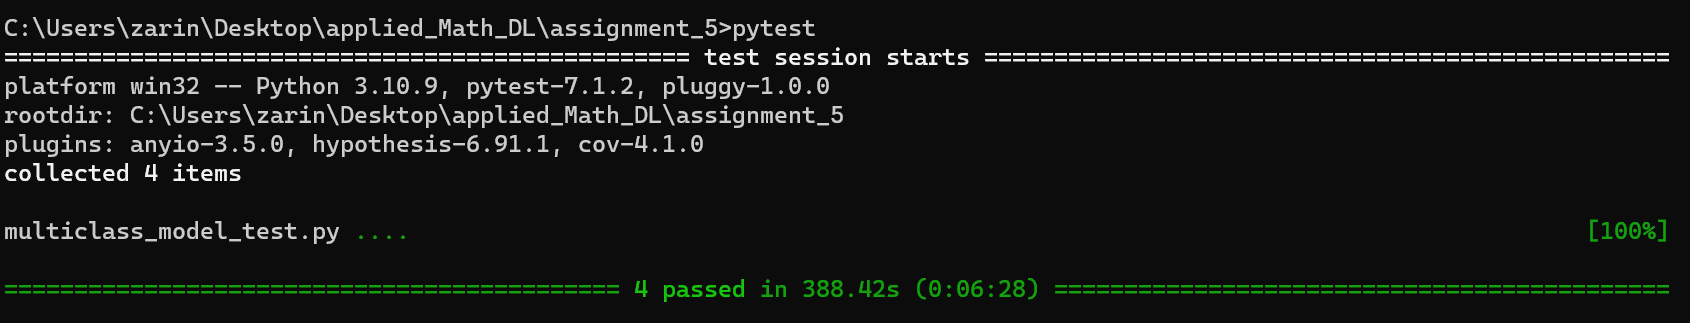 C:\Users\zarin\Desktop\applied_Math_DL\assignment_5>pytest
================================================= test session starts =================================================
platform win32 -- Python 3.10.9, pytest-7.1.2, pluggy-1.0.0
rootdir: C:\Users\zarin\Desktop\applied_Math_DL\assignment_5
plugins: anyio-3.5.0, hypothesis-6.91.1, cov-4.1.0
collected 4 items
multiclass_model_test.py .... [100%]
============================================ 4 passed in 388.42s (0:06:28) ============================================